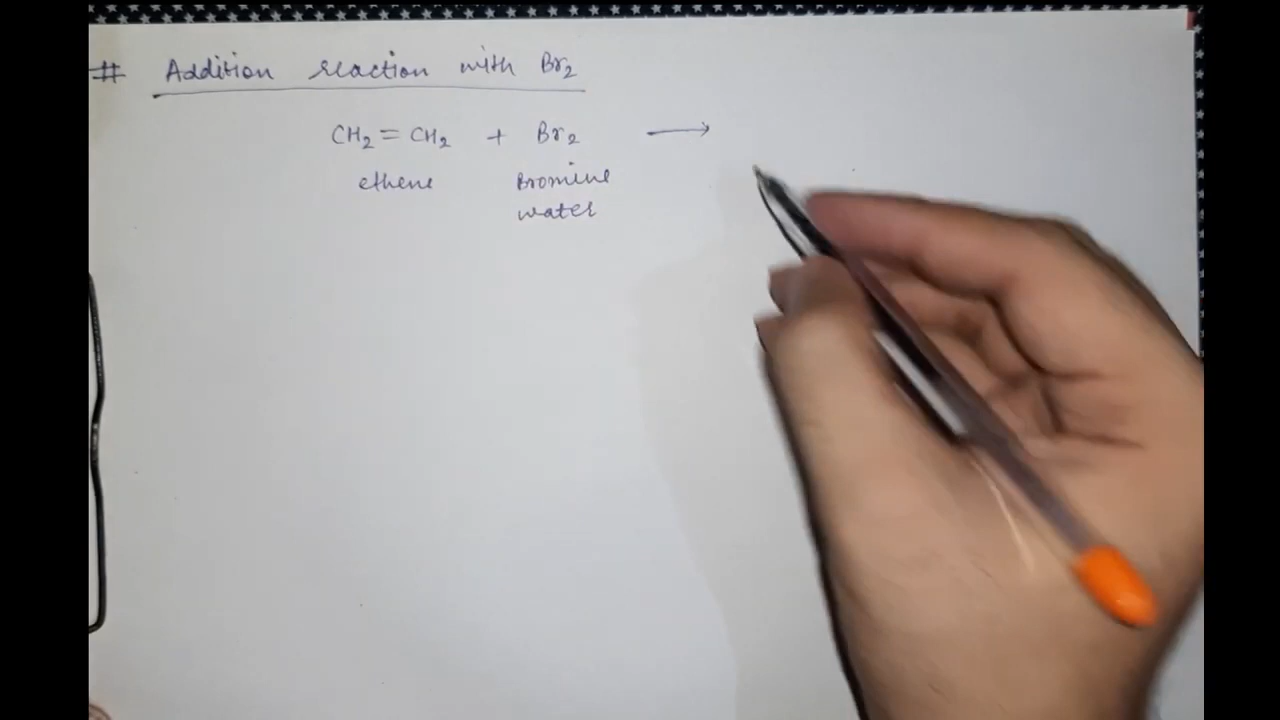 # Addition reaction with Br₂
CH₂=CH₂ + Br₂ ⟶
ethene Bromine
water